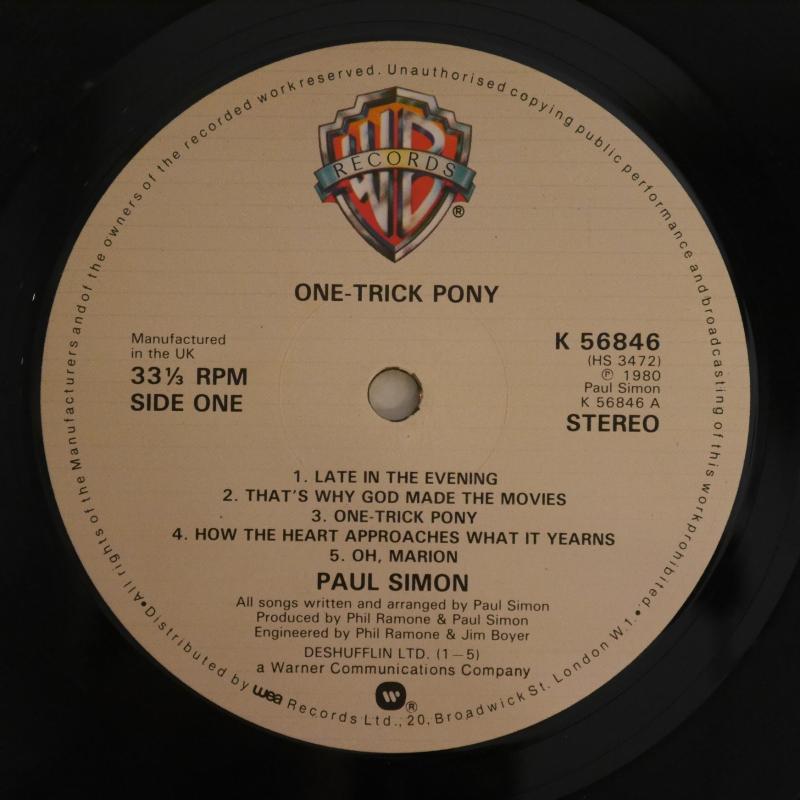 All rights of the Manufacturers and of the owners of the recorded work reserved. Unauthorised copying public performance and broadcasting of this work prohibited.
WB
RECORDS
®
ONE-TRICK PONY
Manufactured
in the UK
33⅓ RPM
SIDE ONE
K 56846
(HS 3472)
℗ 1980
Paul Simon
K 56846 A
STEREO
1. LATE IN THE EVENING
2. THAT'S WHY GOD MADE THE MOVIES
3. ONE-TRICK PONY
4. HOW THE HEART APPROACHES WHAT IT YEARNS
5. OH, MARION
PAUL SIMON
All songs written and arranged by Paul Simon
Produced by Phil Ramone & Paul Simon
Engineered by Phil Ramone & Jim Boyer
DESHUFFLIN LTD. (1–5)
a Warner Communications Company
®
•Distributed by wea Records Ltd., 20, Broadwick St. London W.1.•